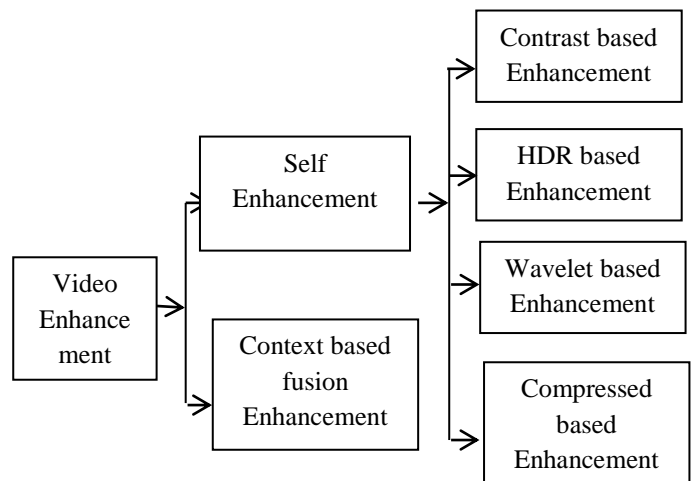 Video
Enhance
ment
Self
Enhancement
Context based
fusion
Enhancement
Contrast based
Enhancement
HDR based
Enhancement
Wavelet based
Enhancement
Compressed
based
Enhancement